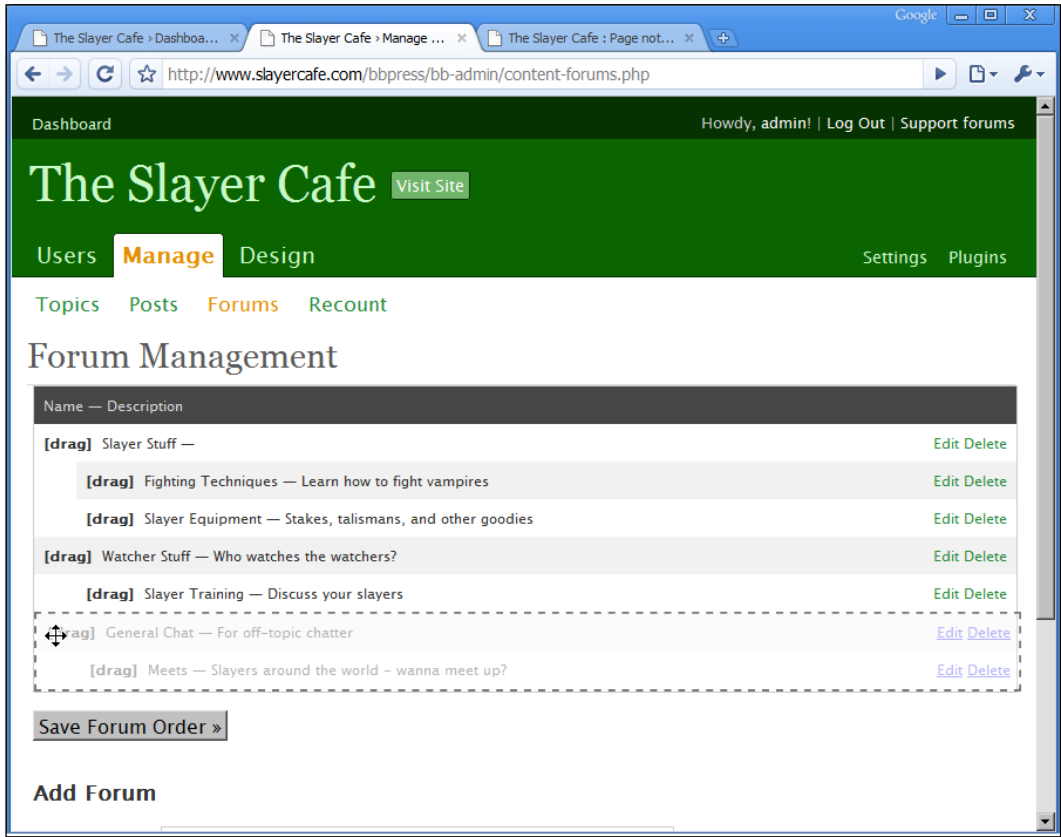 Google
The Slayer Cafe › Dashboa... × The Slayer Cafe › Manage ... × The Slayer Cafe : Page not... ×
http://www.slayercafe.com/bbpress/bb-admin/content-forums.php
Dashboard Howdy, admin! | Log Out | Support forums
The Slayer Cafe Visit Site
Users Manage Design Settings Plugins
Topics Posts Forums Recount
Forum Management
Name — Description
[drag] Slayer Stuff — Edit Delete
[drag] Fighting Techniques — Learn how to fight vampires Edit Delete
[drag] Slayer Equipment — Stakes, talismans, and other goodies Edit Delete
[drag] Watcher Stuff — Who watches the watchers? Edit Delete
[drag] Slayer Training — Discuss your slayers Edit Delete
[drag] General Chat — For off-topic chatter Edit Delete
[drag] Meets — Slayers around the world - wanna meet up? Edit Delete
Save Forum Order »
Add Forum